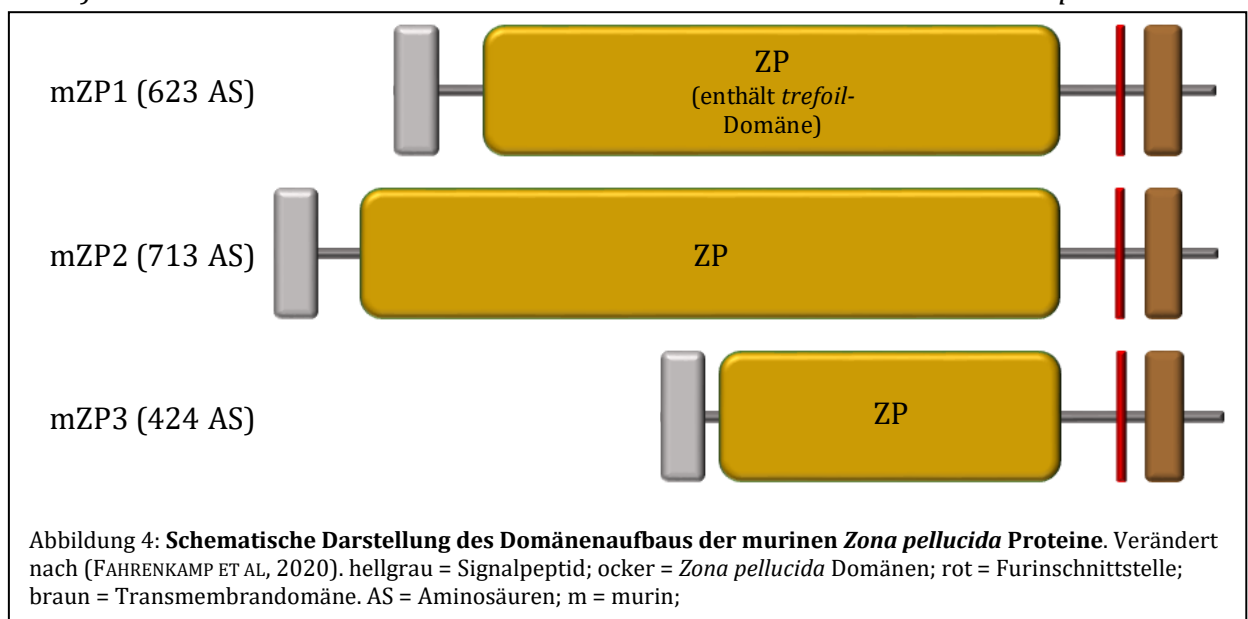 mZP1 (623 AS)
ZP
(enthält trefoil-
Domäne)
mZP2 (713 AS)
ZP
mZP3 (424 AS)
ZP
Abbildung 4: Schematische Darstellung des Domänenaufbaus der murinen Zona pellucida Proteine. Verändert
nach (FAHRENKAMP ET AL, 2020). hellgrau = Signalpeptid; ocker = Zona pellucida Domänen; rot = Furinschnittstelle;
braun = Transmembrandomäne. AS = Aminosäuren; m = murin;